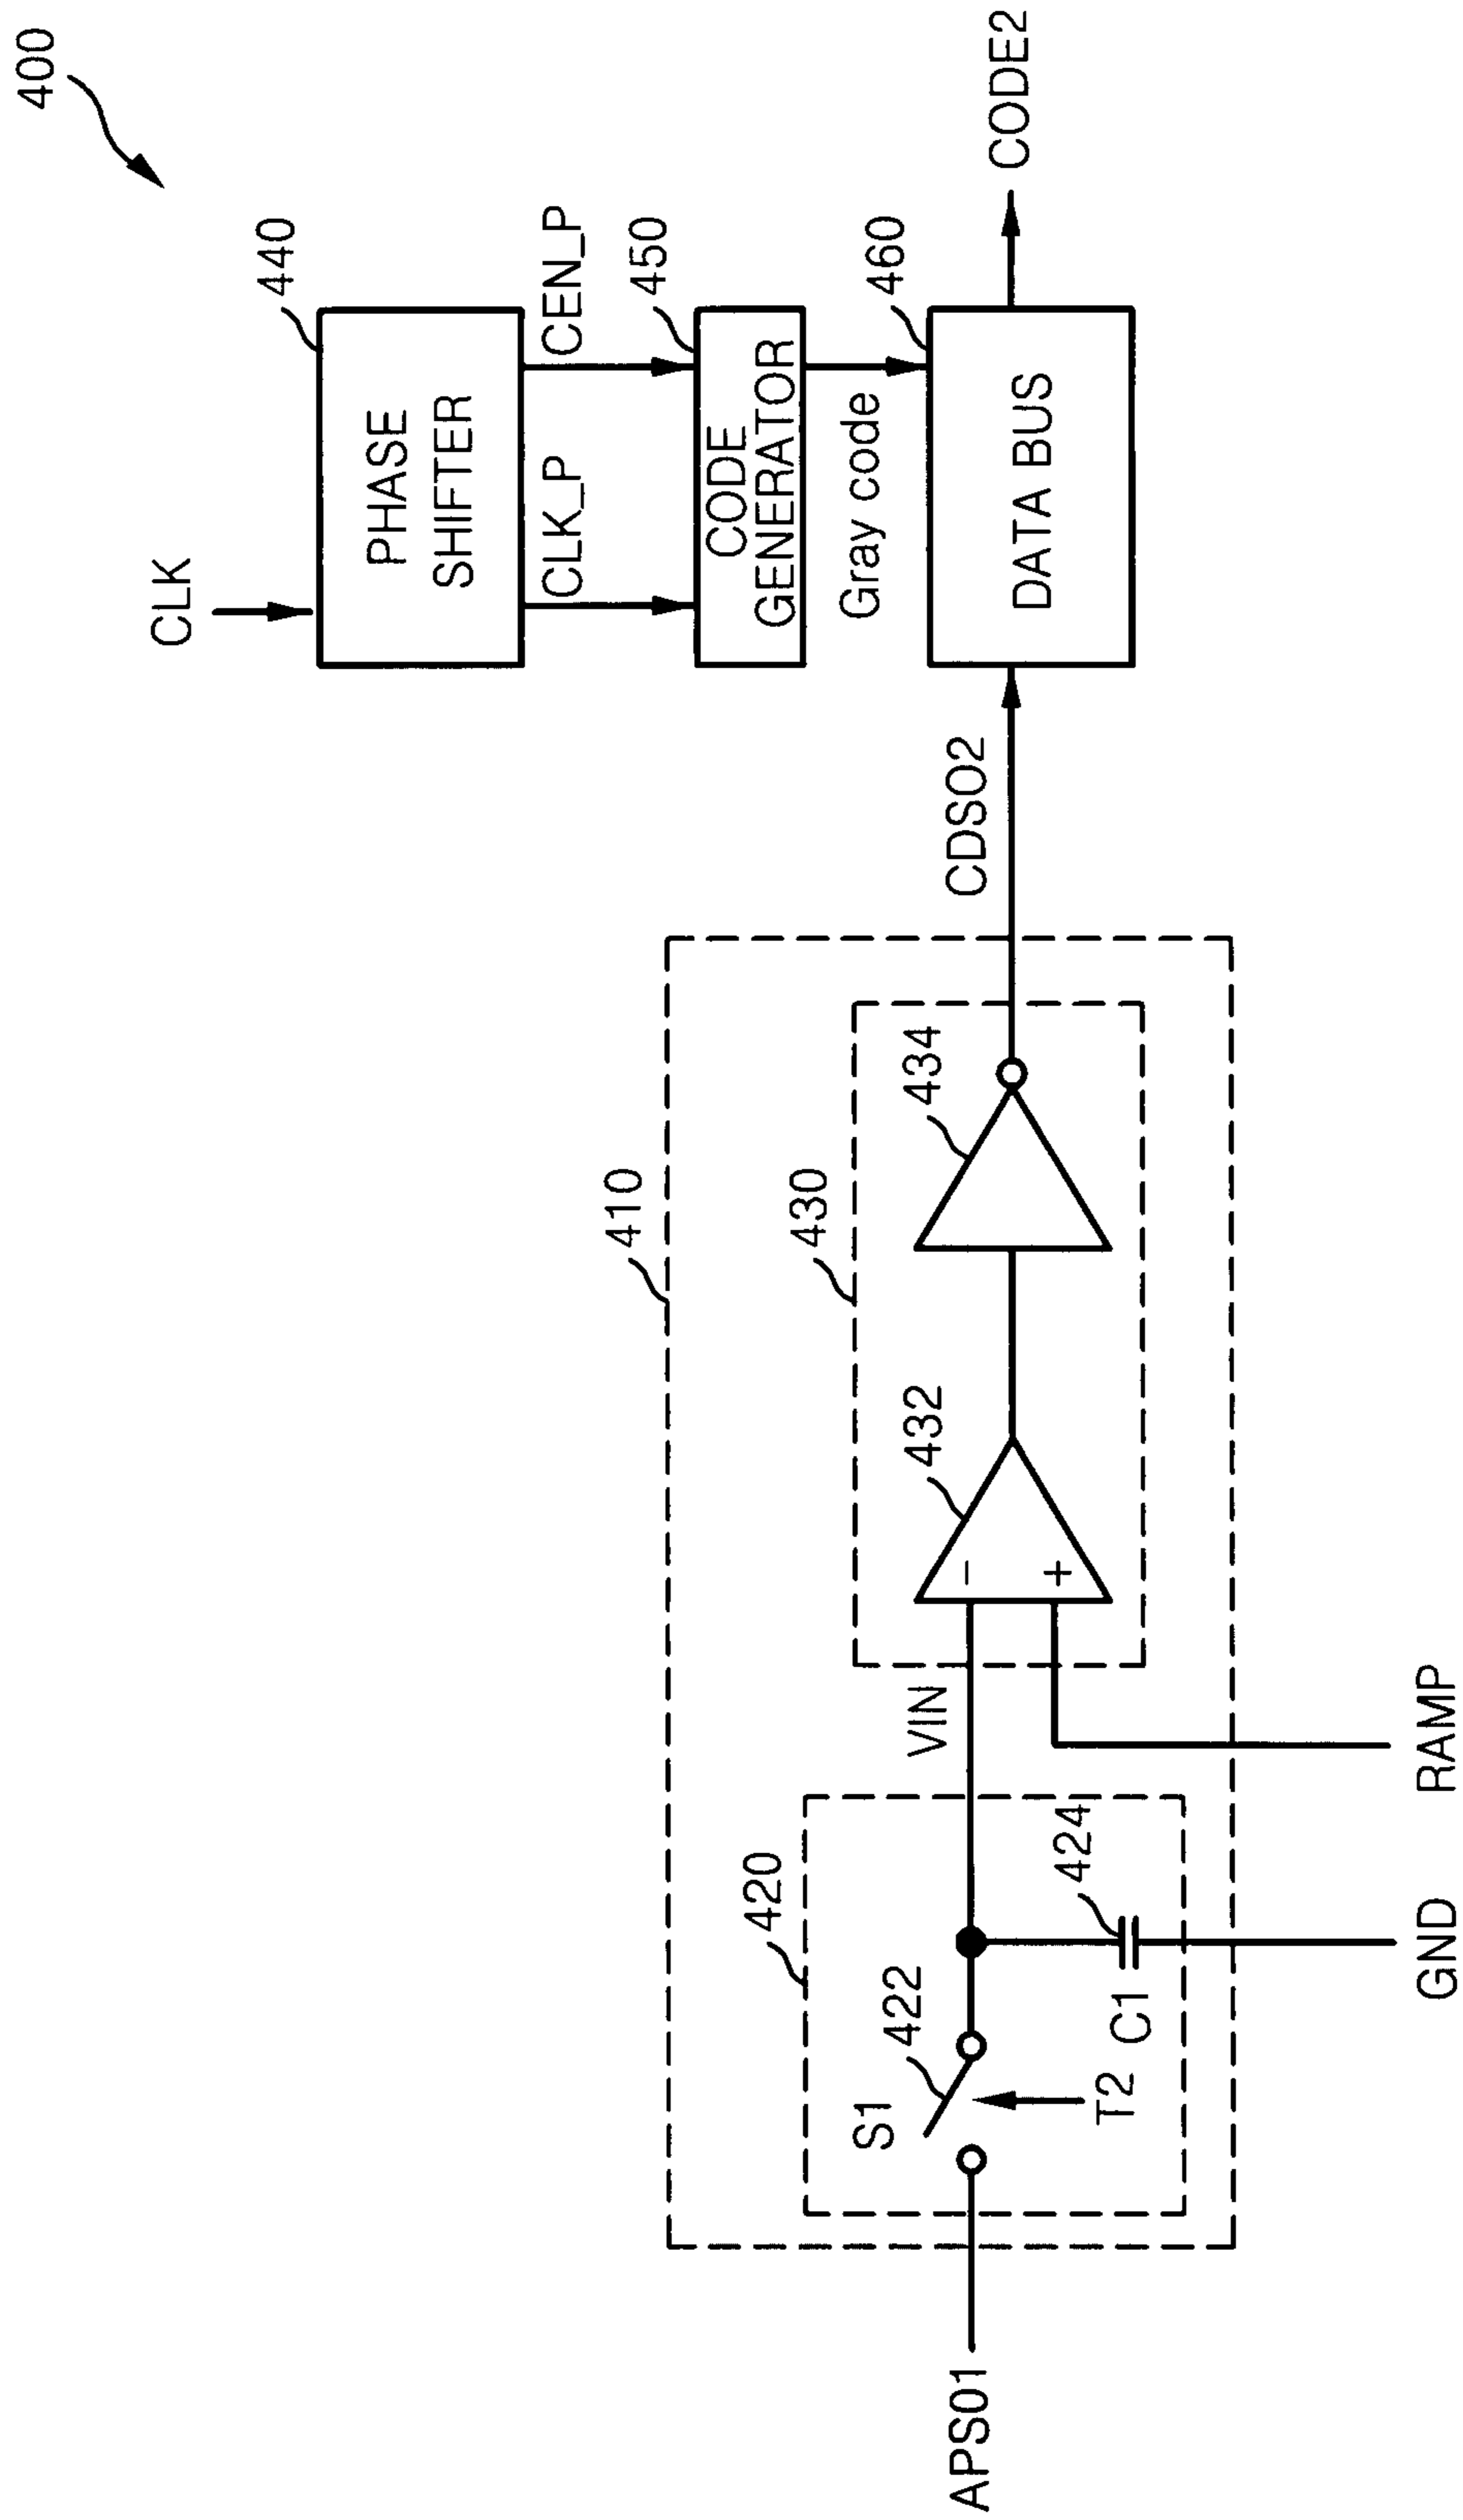 400
CLK
440
PHASE
SHIFTER
CLK_P
CEN_P
450
CODE
GENERATOR
Gray code
460
410
430
420
CDSO2
DATA BUS
CODE2
S1
422
VIN
432
434
APSO1
-
+
T2
424
C1
GND
RAMP